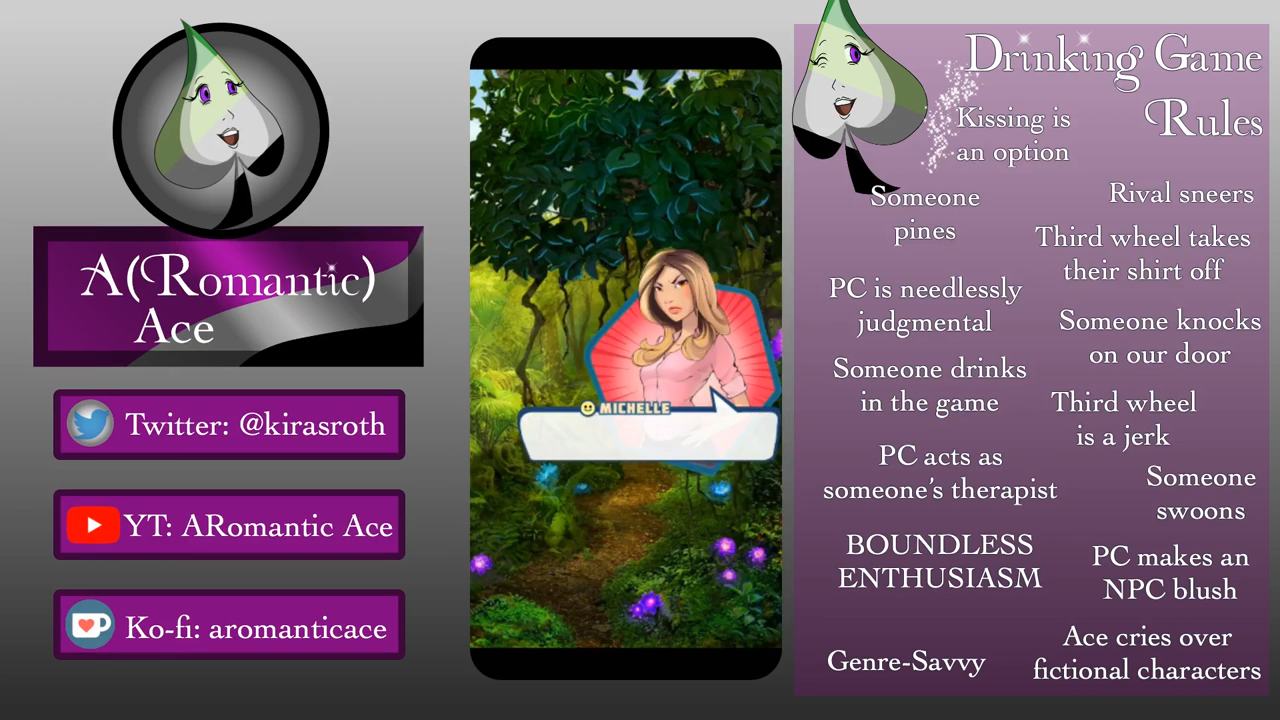 A(Romantic)
Ace
Twitter: @kirasroth
YT: ARomantic Ace
Ko-fi: aromanticace
MICHELLE
Drinking Game
Rules
Kissing is
an option
Someone
pines
Rival sneers
Third wheel takes
their shirt off
PC is needlessly
judgmental
Someone knocks
on our door
Someone drinks
in the game
Third wheel
is a jerk
PC acts as
someone's therapist
Someone
swoons
BOUNDLESS
ENTHUSIASM
PC makes an
NPC blush
Genre-Savvy
Ace cries over
fictional characters